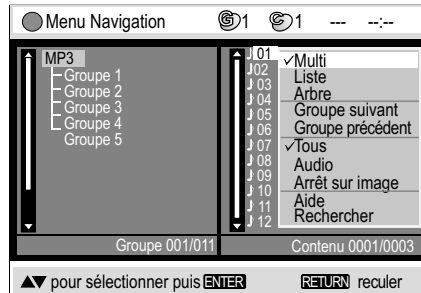 Menu Navigation G1 C1 --- --:--
MP3
Groupe 1
Groupe 2
Groupe 3
Groupe 4
Groupe 5
01
02
03
04
05
06
07
08
09
10
11
12
✓Multi
Liste
Arbre
Groupe suivant
Groupe précédent
✓Tous
Audio
Arrêt sur image
Aide
Rechercher
Groupe 001/011
Contenu 0001/0003
▲▼ pour sélectionner puis ENTER RETURN reculer